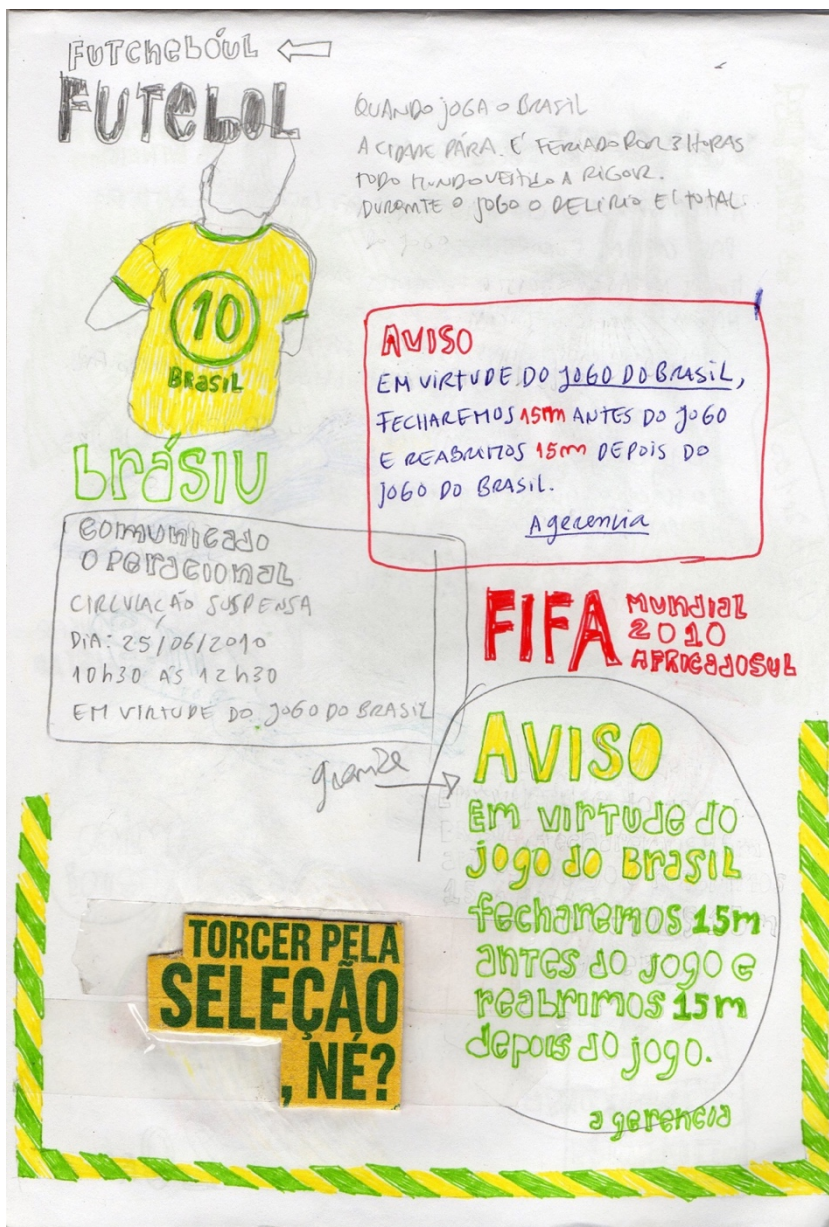 FUTCHEBÓUL
FUTEBOL
QUANDO JOGA O BRASIL
A CIDADE PÁRA. É FERIADO POR 3 HORAS
TODO MUNDO VESTIDO A RIGOR.
DURANTE O JOGO O DELÍRIO É TOTAL.
10
BRASIL
brásiu
AVISO
EM VIRTUDE DO JOGO DO BRASIL,
FECHAREMOS 15m ANTES DO JOGO
E REABRIMOS 15m DEPOIS DO
JOGO DO BRASIL.
A gerencia
COMUNICADO
OPERACIONAL
CIRCULAÇÃO SUSPENSA
DIA: 25/06/2010
10h30 ÁS 12h30
EM VIRTUDE DO JOGO DO BRASIL
FIFA
MUNDIAL
2010
AFRICADOSUL
AVISO
Em virtude do
jogo do Brasil
fecharemos 15m
antes do jogo e
reabrimos 15m
depois do jogo.
a gerencia
TORCER PELA
SELEÇÃO
, NÉ?